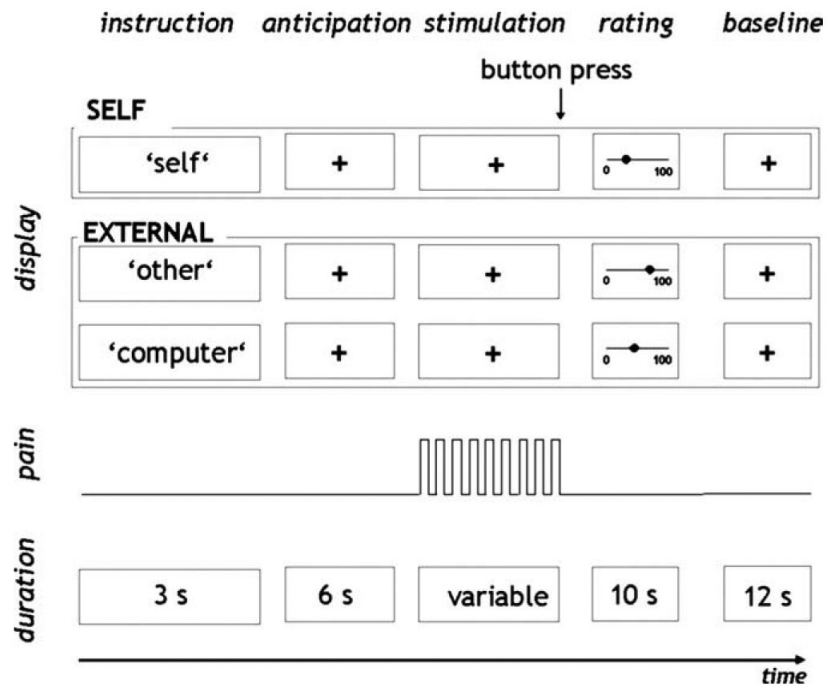 instruction anticipation stimulation rating baseline
button press
SELF
‘self‘ + + 0 100 +
EXTERNAL
‘other‘ + + 0 100 +
‘computer‘ + + 0 100 +
display
pain
duration
3 s 6 s variable 10 s 12 s
time